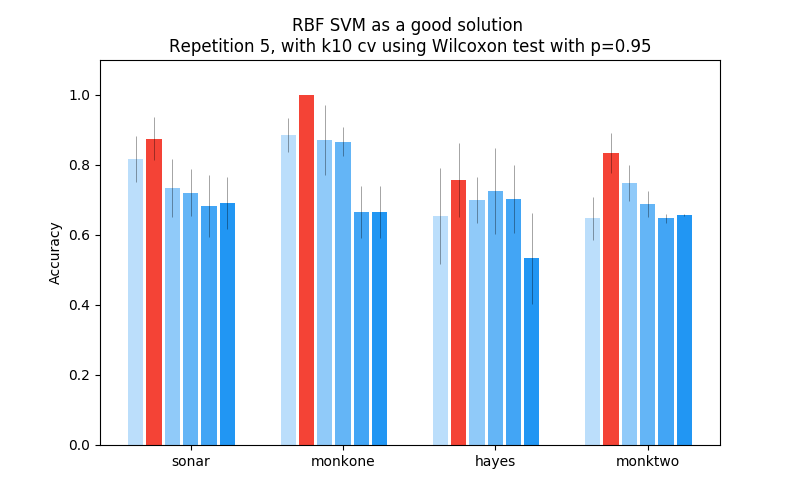 RBF SVM as a good solution
Repetition 5, with k10 cv using Wilcoxon test with p=0.95
Accuracy
1.0
0.8
0.6
0.4
0.2
0.0
sonar monkone hayes monktwo